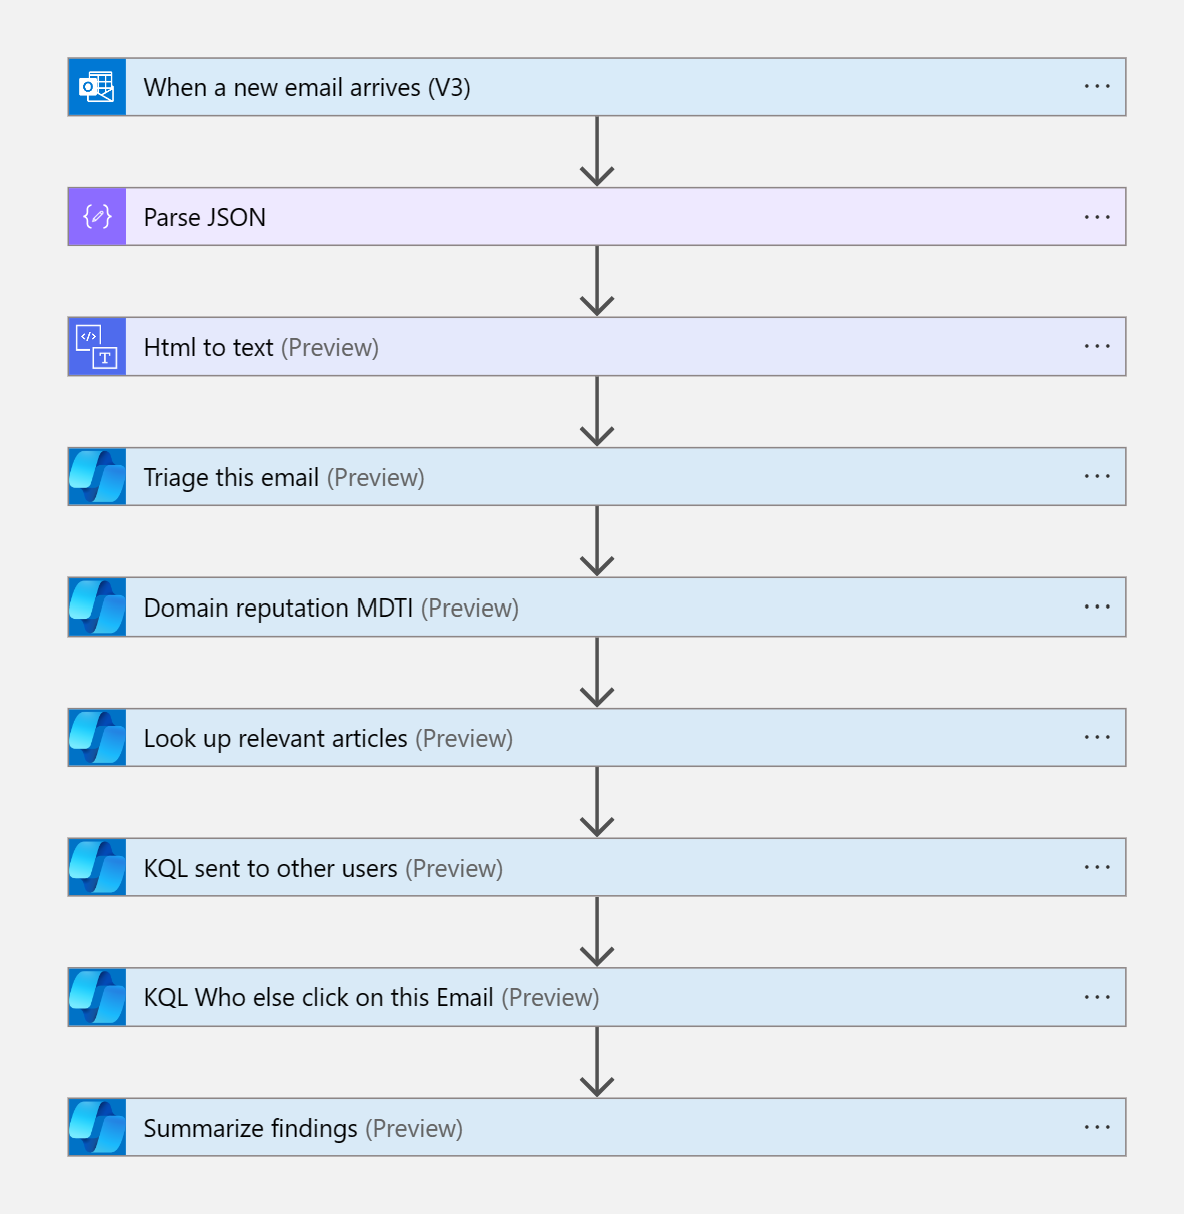 When a new email arrives (V3)
Parse JSON
Html to text (Preview)
Triage this email (Preview)
Domain reputation MDTI (Preview)
Look up relevant articles (Preview)
KQL sent to other users (Preview)
KQL Who else click on this Email (Preview)
Summarize findings (Preview)